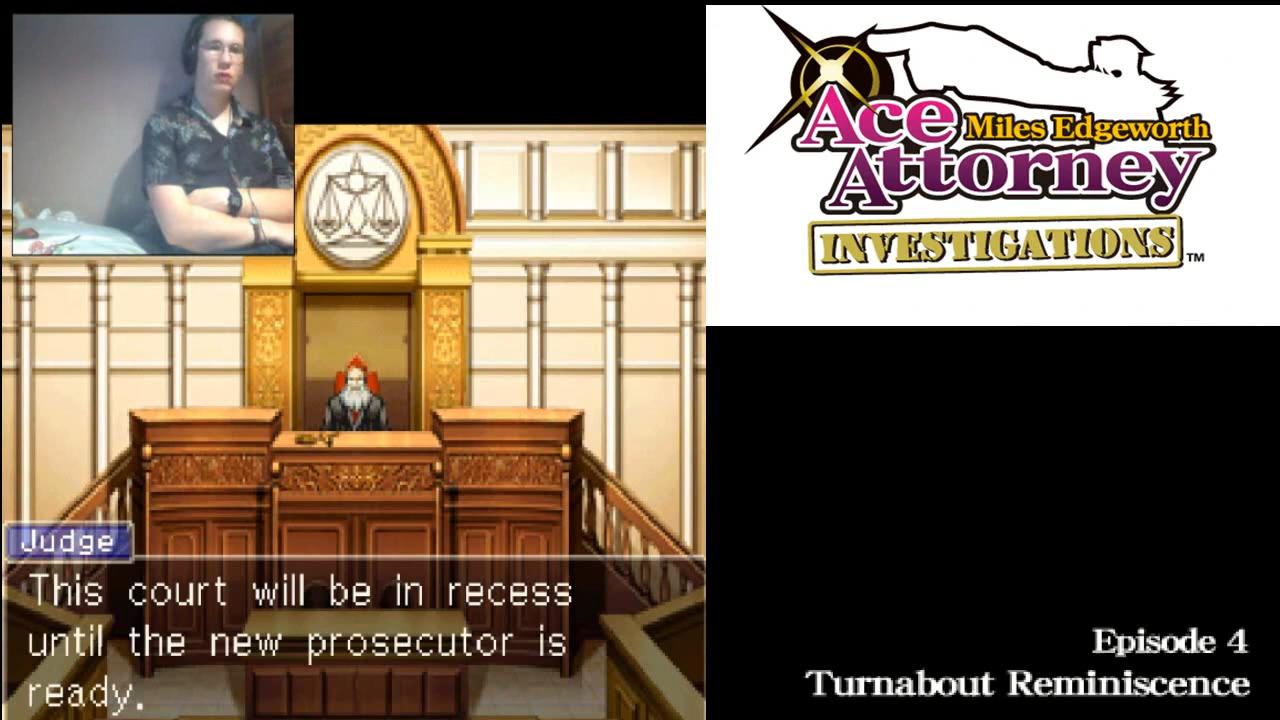 Ace
Miles Edgeworth
Attorney
INVESTIGATIONS™
Judge
This court will be in recess
until the new prosecutor is
ready.
Episode 4
Turnabout Reminiscence